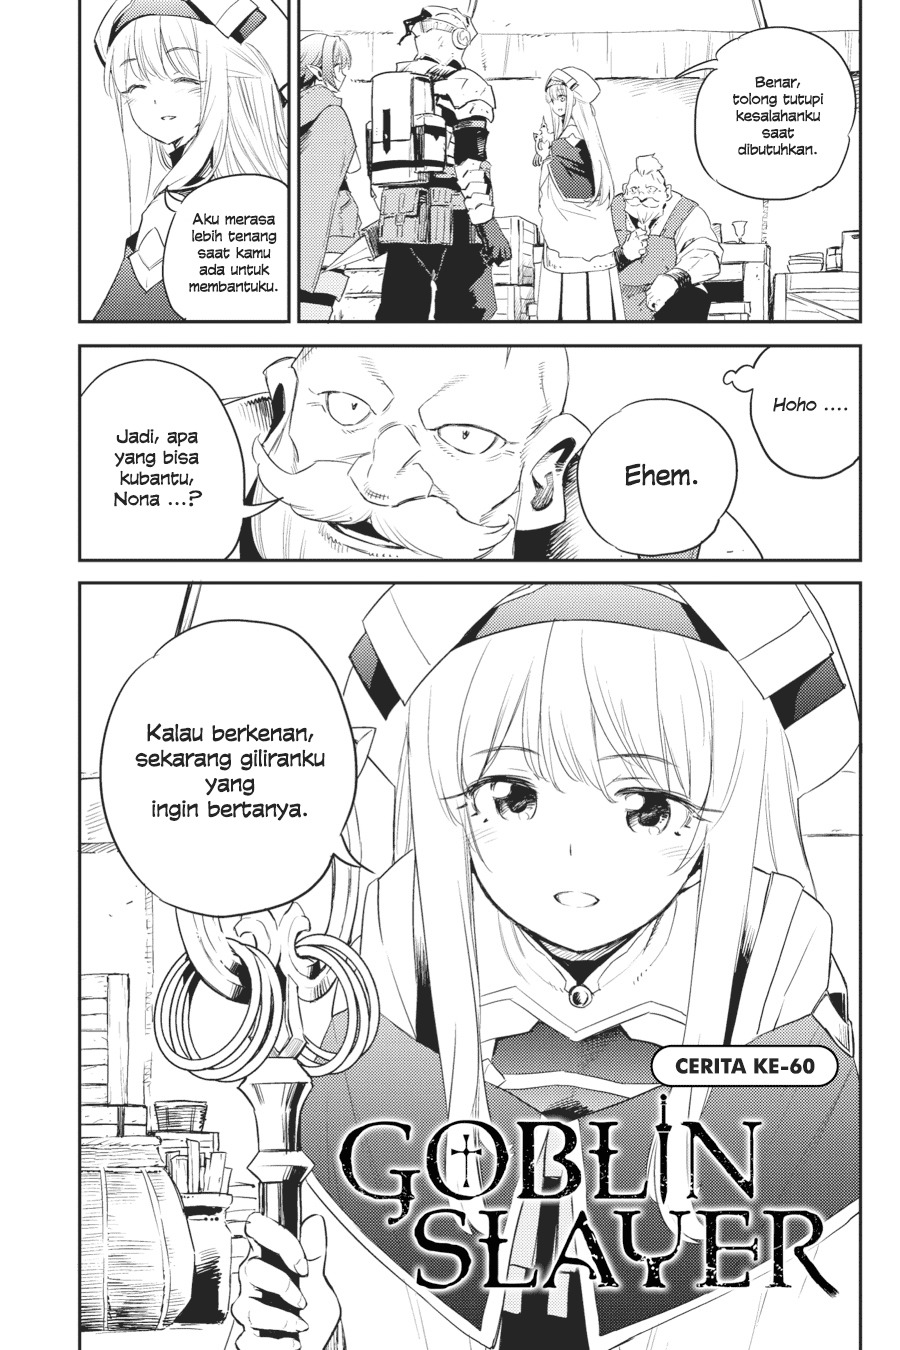 Benar,
tolong tutupi
kesalahanku
saat
dibutuhkan.
Aku merasa
lebih tenang
saat kamu
ada untuk
membantuku.
Hoho ....
Ehem.
Jadi, apa
yang bisa
kubantu,
Nona ...?
Kalau berkenan,
sekarang giliranku
yang
ingin bertanya.
CERITA KE-60
GOBLIN
SLAYER